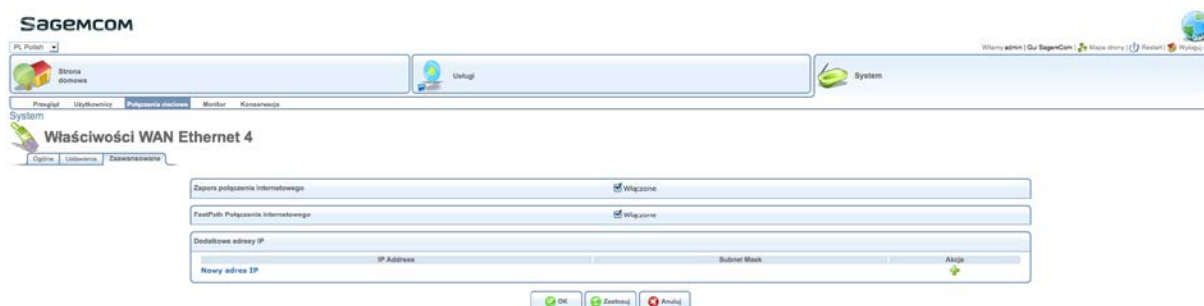 SAGEMCOM
PL Polish
Witamy admin | Gui SagemCom | Mapa strony | Restart | Wyloguj
Strona
domowa
Usługi
System
Przegląd Użytkownicy Połączenia sieciowe Monitor Konserwacja
System
Właściwości WAN Ethernet 4
Ogólne Ustawienia Zaawansowane
Zapora połączenia internetowego Włączone
FastPath Połączenia internetowego Włączone
Dodatkowe adresy IP
IP Address Subnet Mask Akcja
Nowy adres IP
OK Zastosuj Anuluj